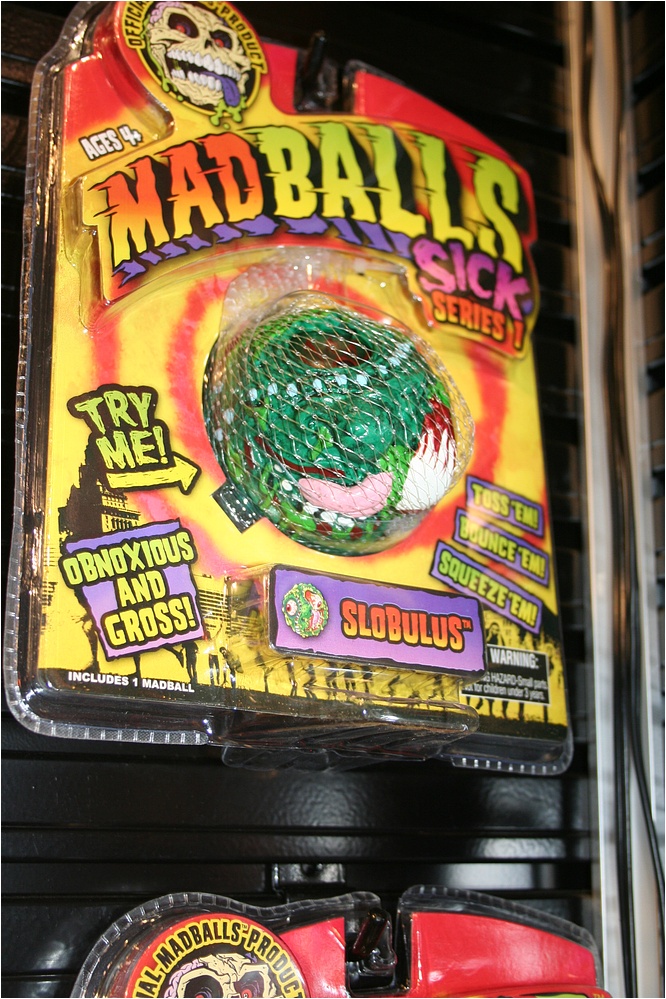 OFFICIAL PRODUCT
AGES 4+
MADBALLS
SICK
SERIES 1
TRY
ME!
OBNOXIOUS
AND
GROSS!
TOSS 'EM!
BOUNCE 'EM!
SQUEEZE 'EM!
SLOBULUS™
WARNING:
HAZARD-Small parts
for children under 3 years.
INCLUDES 1 MADBALL
MADBALLS™ PRODUCT